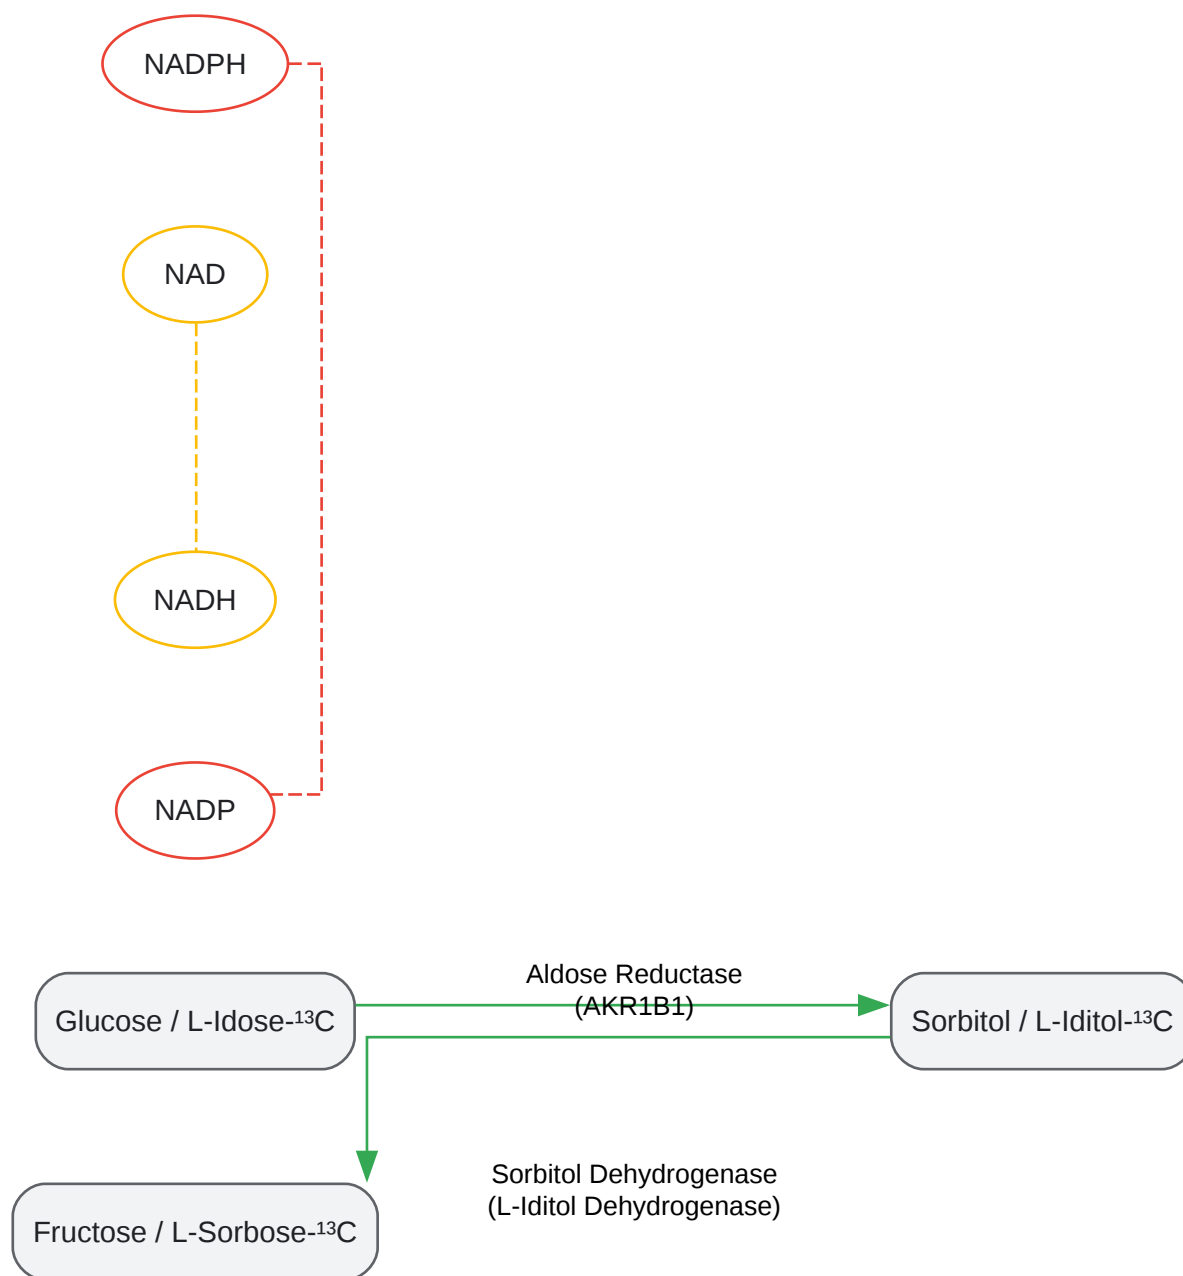 NADPH
NAD
NADH
NADP
Aldose Reductase
(AKR1B1)
Glucose / L-Idose-¹³C
Sorbitol / L-Iditol-¹³C
Sorbitol Dehydrogenase
(L-Iditol Dehydrogenase)
Fructose / L-Sorbose-¹³C